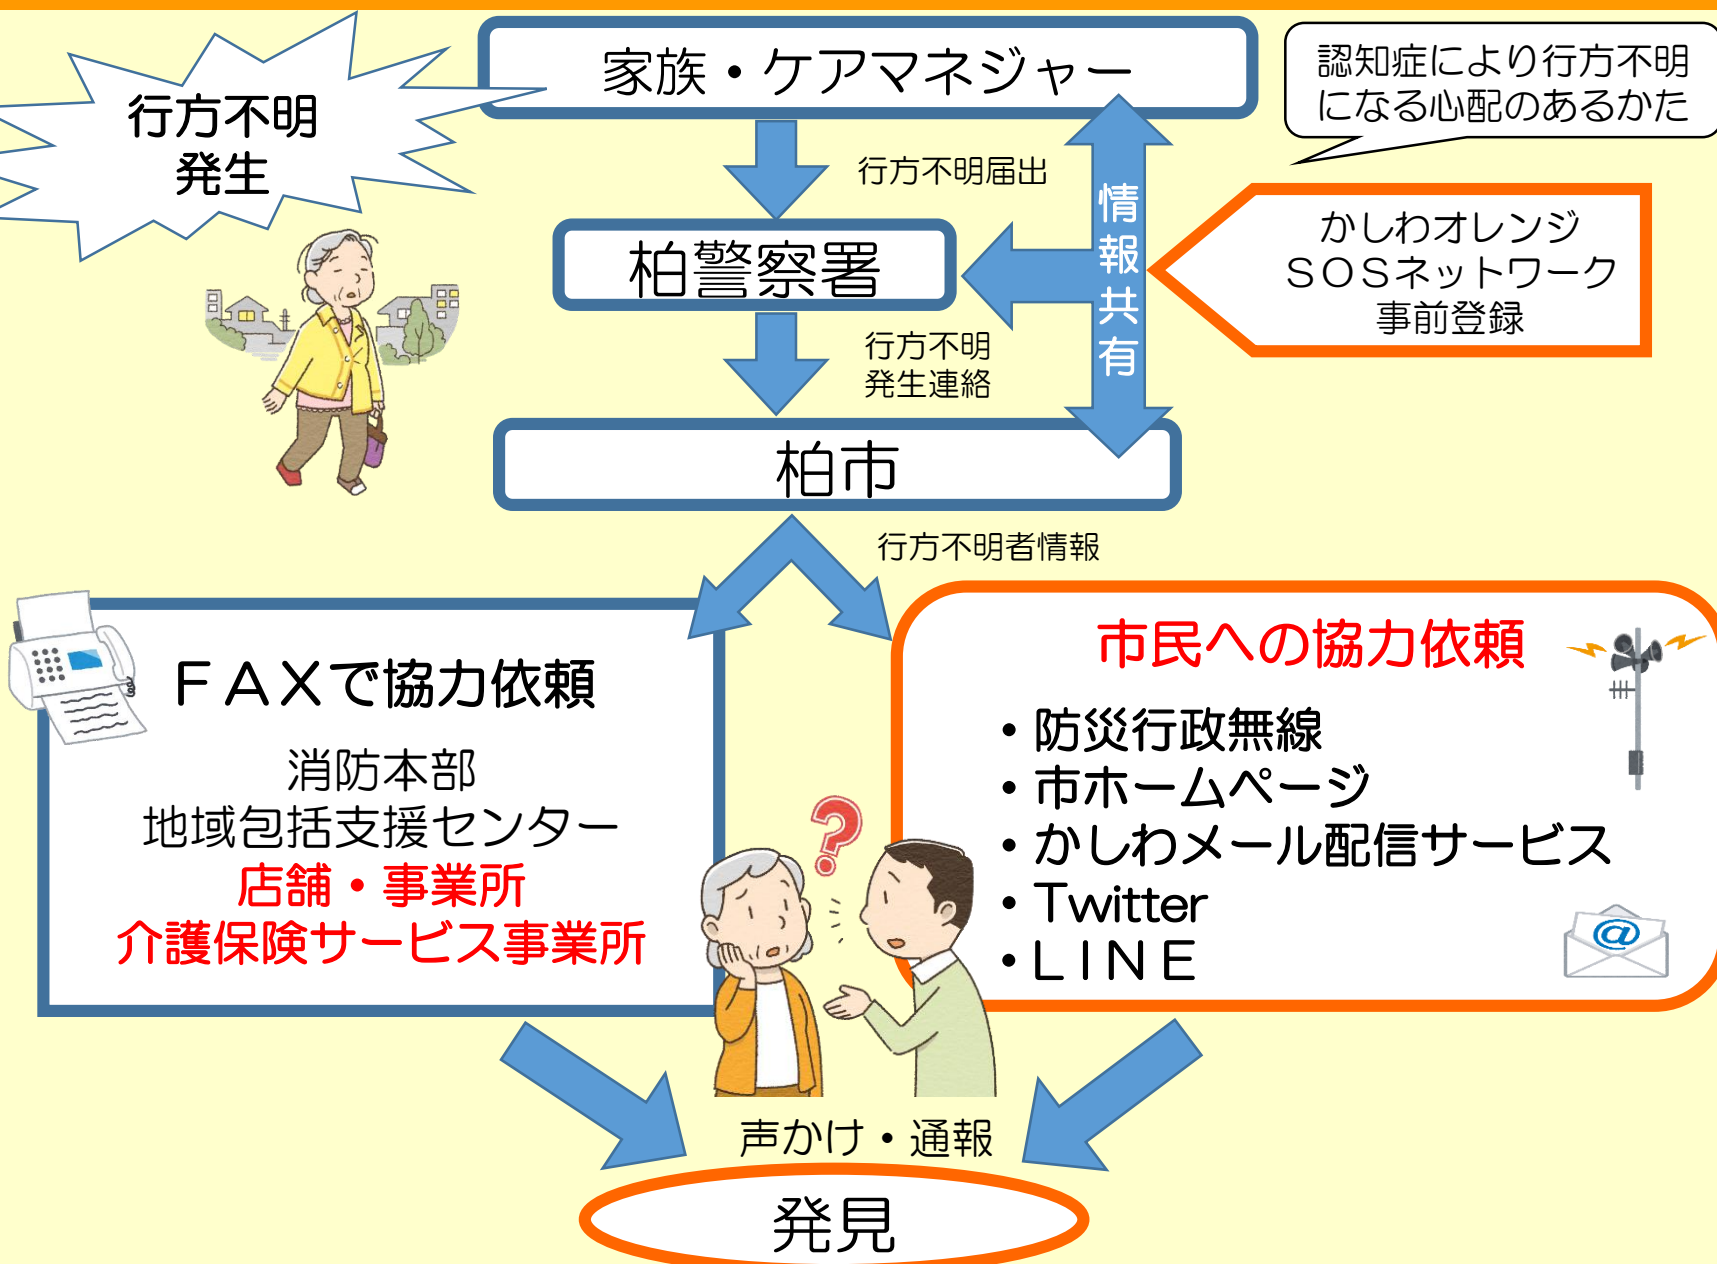 行方不明
発生
家族・ケアマネジャー
認知症により行方不明
になる心配のあるかた
行方不明届出
情報共有
かしわオレンジ
ＳＯＳネットワーク
事前登録
柏警察署
行方不明
発生連絡
柏市
行方不明者情報
ＦＡＸで協力依頼
消防本部
地域包括支援センター
店舗・事業所
介護保険サービス事業所
市民への協力依頼
・防災行政無線
・市ホームページ
・かしわメール配信サービス
・Twitter
・ＬＩＮＥ
?
@
声かけ・通報
発見